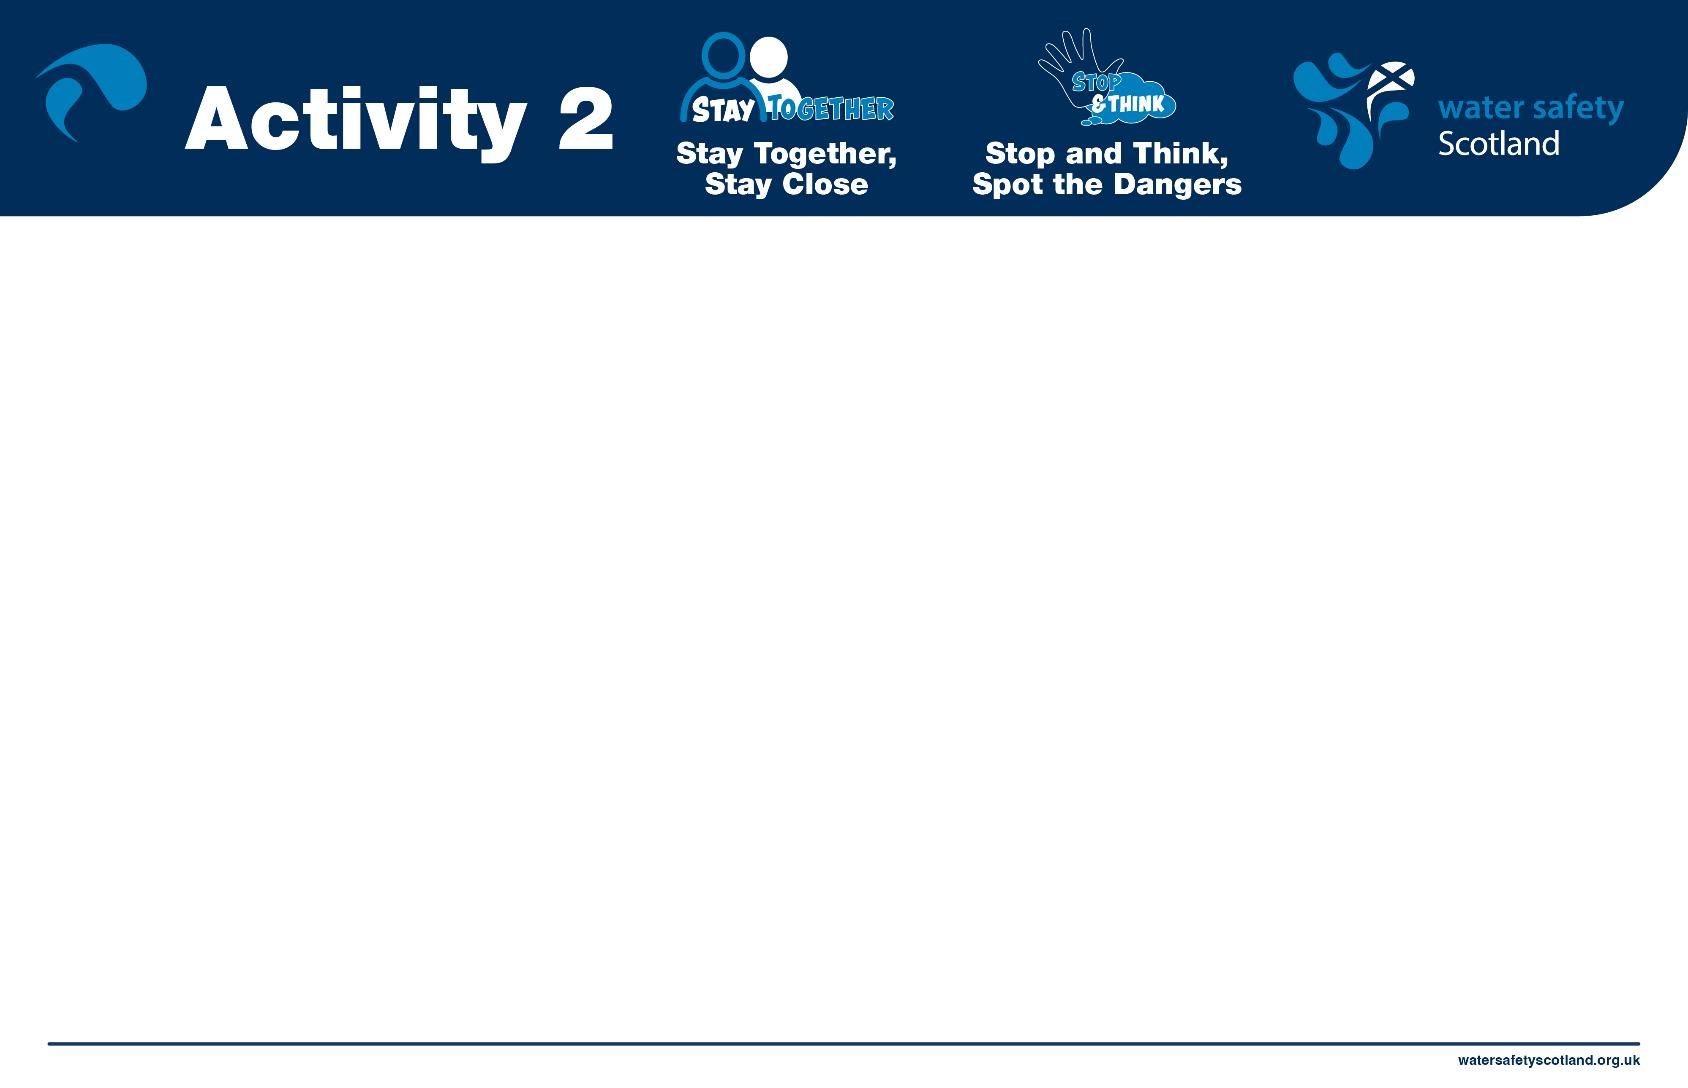 Activity 2
STAY TOGETHER
Stay Together,
Stay Close
STOP
& THINK
Stop and Think,
Spot the Dangers
water safety
Scotland
watersafetyscotland.org.uk